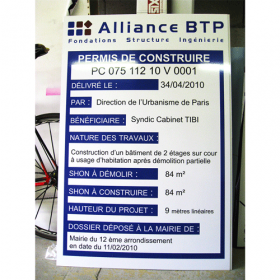 Alliance BTP
Fondations Structure Ingénierie
PERMIS DE CONSTRUIRE
PC 075 112 10 V 0001
DÉLIVRÉ LE : 34/04/2010
PAR : Direction de l'Urbanisme de Paris
BÉNÉFICIAIRE : Syndic Cabinet TIBI
NATURE DES TRAVAUX :
Construction d'un bâtiment de 2 étages sur cour
à usage d'habitation après démolition partielle
SHON À DÉMOLIR : 84 m²
SHON À CONSTRUIRE : 84 m²
HAUTEUR DU PROJET : 9 mètres linéaires
DOSSIER DÉPOSÉ À LA MAIRIE DE :
Mairie du 12 ème arrondissement
en date du 11/02/2010